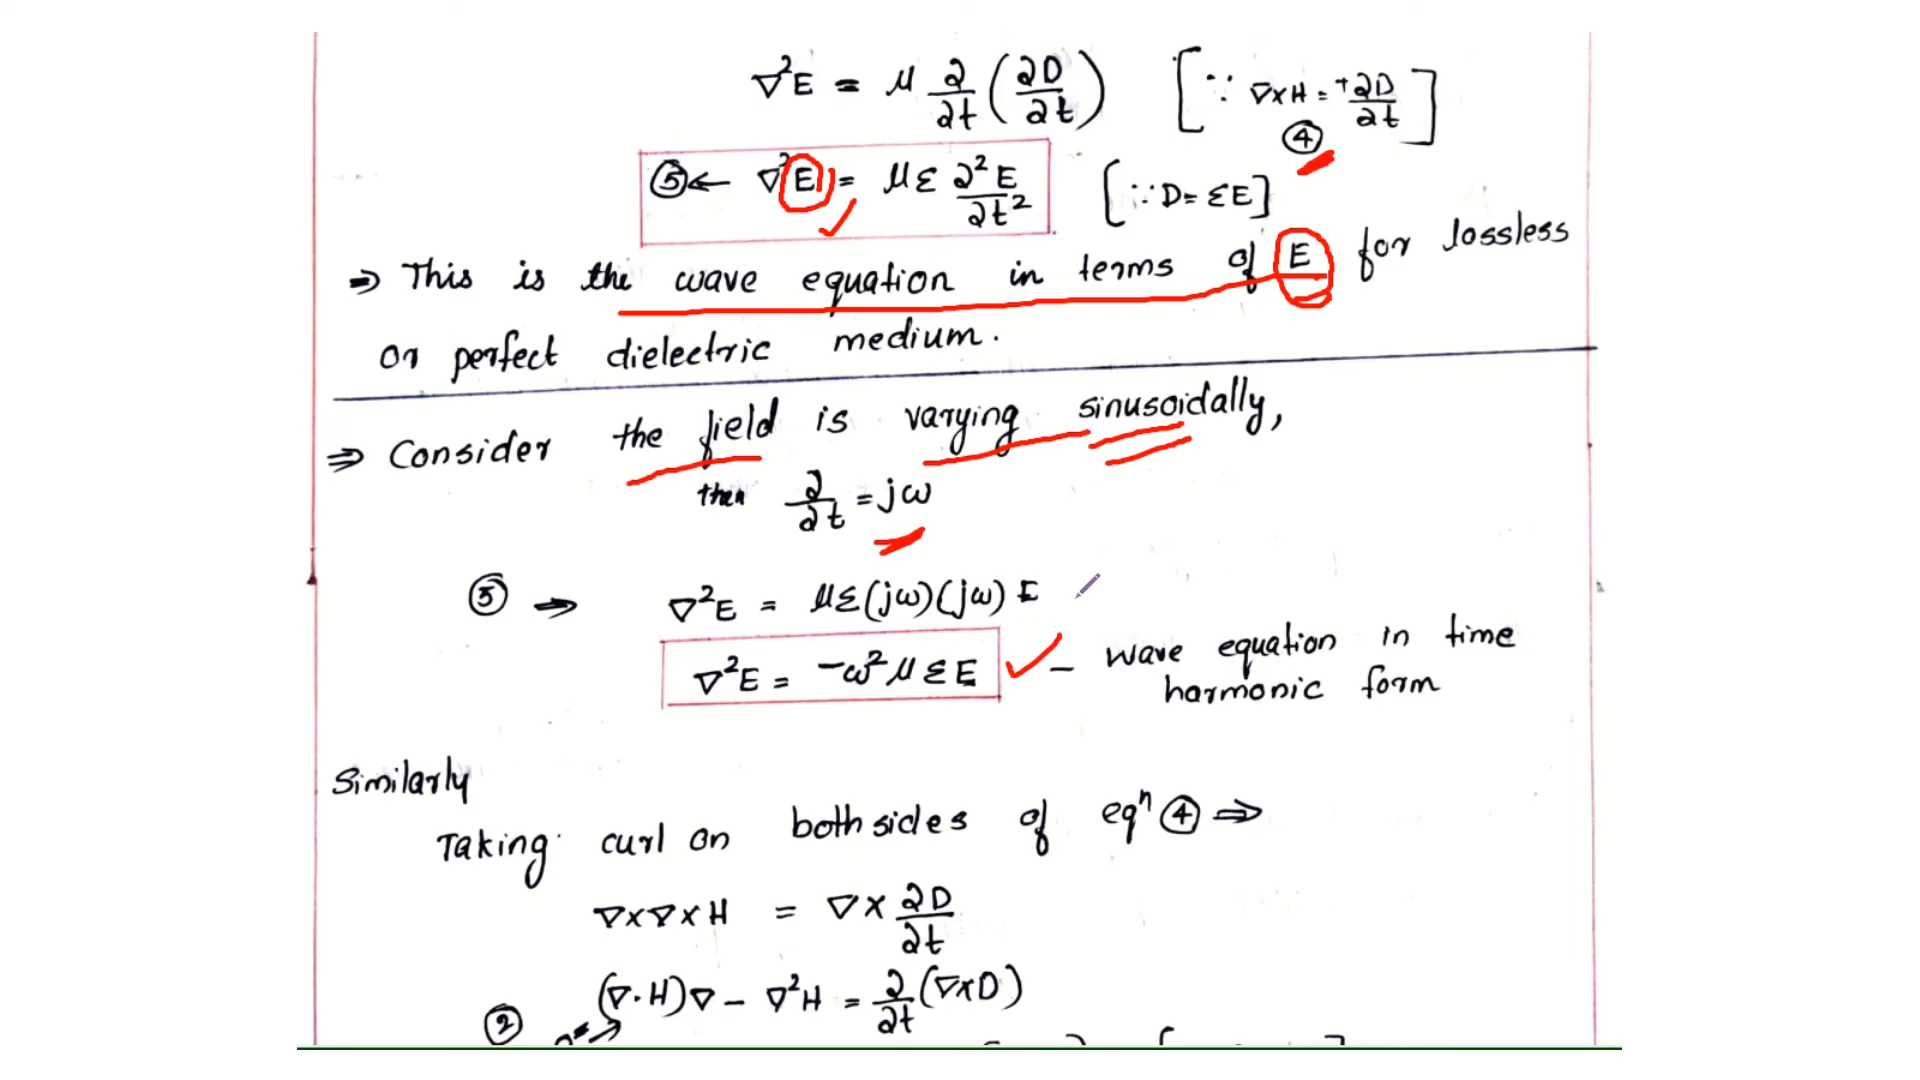 ∇²E = μ ∂/∂t (∂D/∂t) [∵ ∇×H = +∂D/∂t]
④
⑤ ← ∇²E = με ∂²E/∂t² [∵ D = εE]
⇒ This is the wave equation in terms of E for lossless
or perfect dielectric medium.
⇒ Consider the field is varying sinusoidally,
then ∂/∂t = jω
⑤ ⇒ ∇²E = με(jω)(jω) E
∇²E = -ω²μεE – wave equation in time
harmonic form
Similarly
Taking curl on both sides of eqⁿ ④ ⇒
∇×∇×H = ∇× ∂D/∂t
(∇·H)∇ - ∇²H = ∂/∂t (∇×D)
②